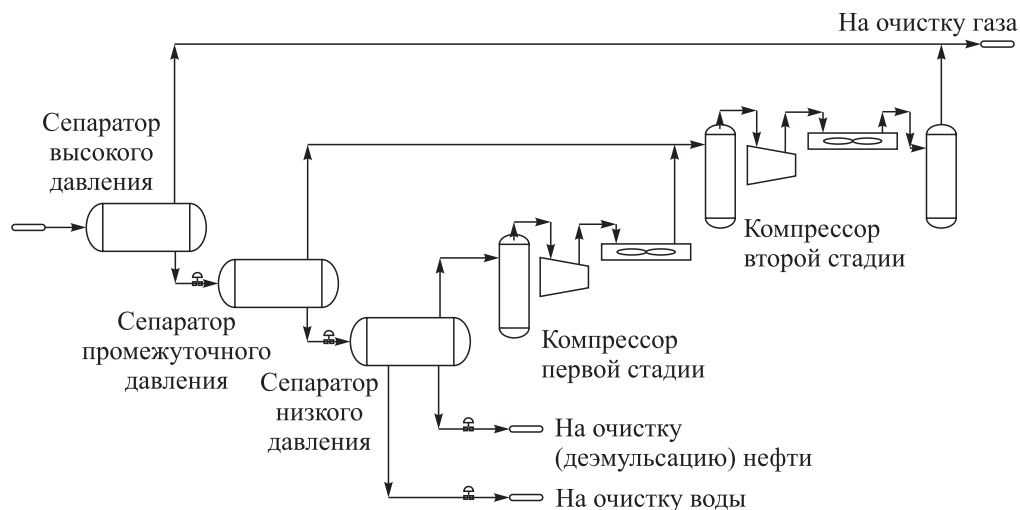 На очистку газа
Сепаратор
высокого
давления
Компрессор
второй стадии
Сепаратор
промежуточного
давления
Компрессор
первой стадии
Сепаратор
низкого
давления
На очистку
(деэмульсацию) нефти
На очистку воды